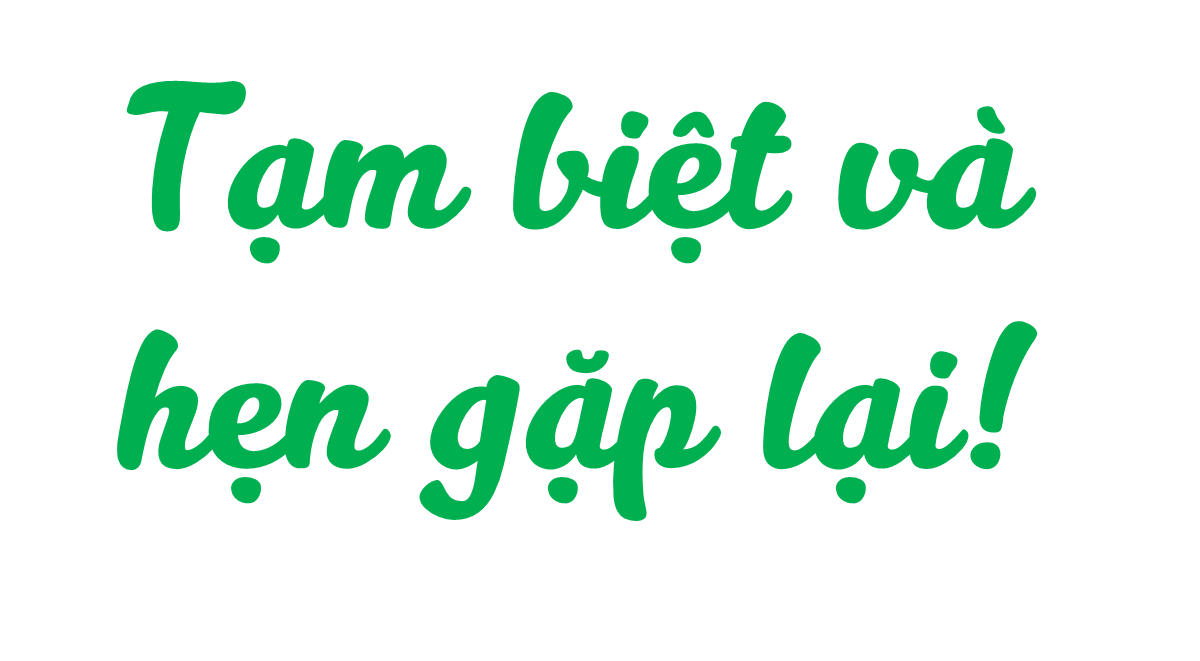 Tạm biệt và
hẹn gặp lại!